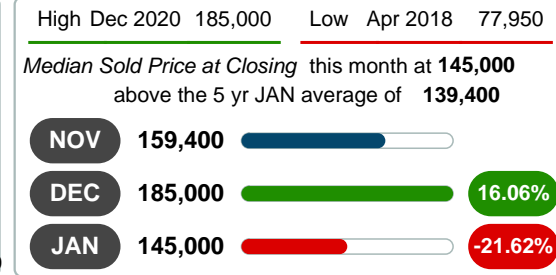 High Dec 2020 185,000 Low Apr 2018 77,950
Median Sold Price at Closing this month at 145,000
above the 5 yr JAN average of 139,400
NOV 159,400
DEC 185,000 16.06%
JAN 145,000 -21.62%